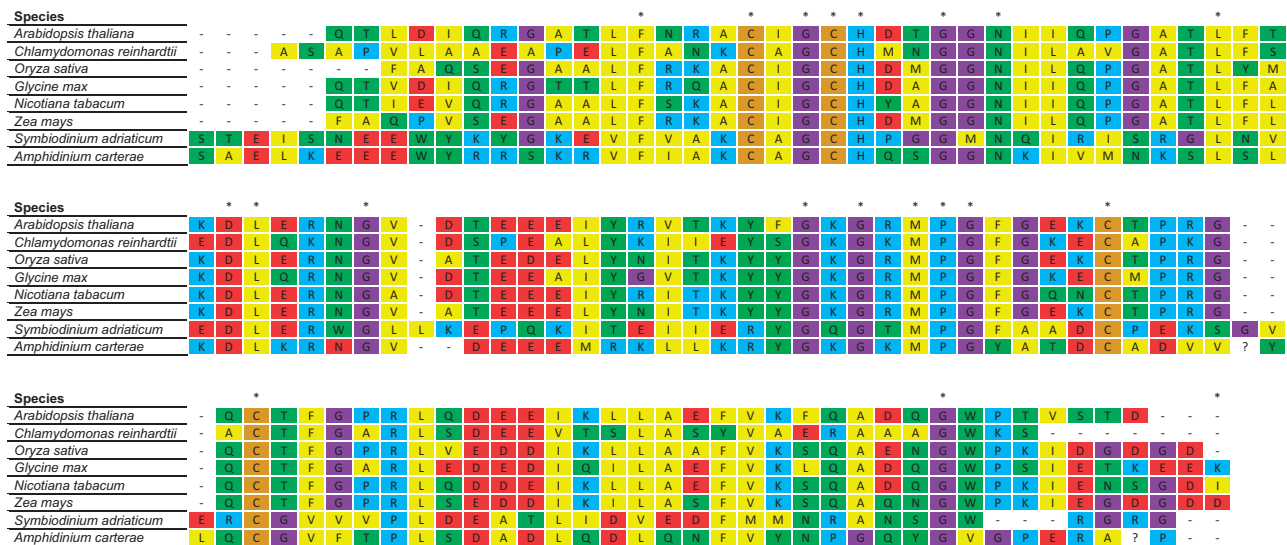 Species * * * * * * * *
Arabidopsis thaliana - - - - - Q T L D I Q R G A T L F N R A C I G C H D T G G N I I Q P G A T L F T
Chlamydomonas reinhardtii - - - A S A P V L A A E A P E L F A N K C A G C H M N G G N I L A V G A T L F S
Oryza sativa - - - - - - - F A Q S E G A A L F R K A C I G C H D M G G N I L Q P G A T L Y M
Glycine max - - - - - Q T V D I Q R G T T L F R Q A C I G C H D A G G N I I Q P G A T L F A
Nicotiana tabacum - - - - - Q T I E V Q R G A A L F S K A C I G C H Y A G G N I I Q P G A T L F L
Zea mays - - - - - F A Q P V S E G A A L F R K A C I G C H D M G G N I L Q P G A T L F L
Symbiodinium adriaticum S T E I S N E E W Y K Y G K E V F V A K C A G C H P G G M N Q I R I S R G L N V
Amphidinium carterae S A E L K E E E W Y R R S K R V F I A K C A G C H Q S G G N K I V M N K S L S L
Species * * * * * * * * *
Arabidopsis thaliana K D L E R N G V - D T E E E I Y R V T K Y F G K G R M P G F G E K C T P R G - -
Chlamydomonas reinhardtii E D L Q K N G V - D S P E A L Y K I I E Y S G K G K M P G F G K E C A P K G - -
Oryza sativa K D L E R N G V - A T E D E L Y N I T K Y Y G K G R M P G F G E K C T P R G - -
Glycine max K D L Q R N G V - D T E E A I Y G V T K Y Y G K G R M P G F G K E C M P R G - -
Nicotiana tabacum K D L E R N G A - D T E E E I Y R I T K Y Y G K G R M P G F G Q N C T P R G - -
Zea mays K D L E R N G V - A T E E E L Y N I T K Y Y G K G R M P G F G E K C T P R G - -
Symbiodinium adriaticum E D L E R W G L L K E P Q K I T E I I E R Y G Q G T M P G F A A D C P E K S G V
Amphidinium carterae K D L K R N G V - - D E E E M R K L L K R Y G K G K M P G Y A T D C A D V V ? Y
Species * * *
Arabidopsis thaliana - Q C T F G P R L Q D E E I K L L A E F V K F Q A D Q G W P T V S T D - - -
Chlamydomonas reinhardtii - A C T F G A R L S D E E V T S L A S Y V A E R A A A G W K S - - - - - - -
Oryza sativa - Q C T F G P R L V E D D I K L L A A F V K S Q A E N G W P K I D G D G D -
Glycine max - Q C T F G A R L E D E D I Q I L A E F V K L Q A D Q G W P S I E T K E E K
Nicotiana tabacum - Q C T F G P R L Q D D E I K L L A E F V K S Q A D Q G W P K I E N S G D I
Zea mays - Q C T F G P R L S E D D I K I L A S F V K S Q A Q N G W P K I E G D G D D
Symbiodinium adriaticum E R C G V V V P L D E A T L I D V E D F M M N R A N S G W - - - R G R G - -
Amphidinium carterae L Q C G V F T P L S D A D L Q D L Q N F V Y N P G Q Y G V G P E R A ? P - -